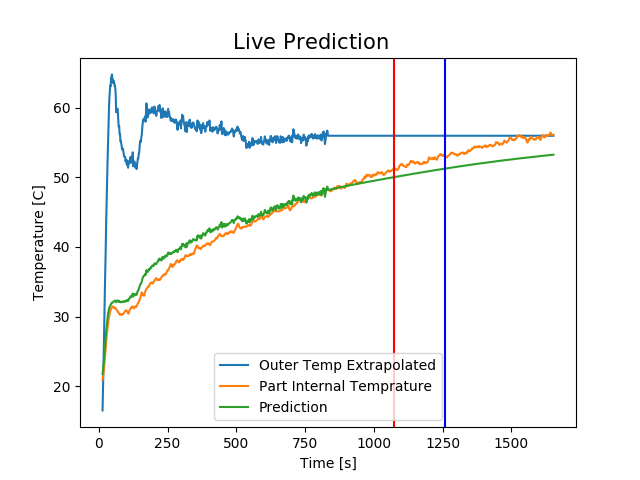 Live Prediction
Temperature [C]
60
50
40
30
20
Outer Temp Extrapolated
Part Internal Temprature
Prediction
0 250 500 750 1000 1250 1500
Time [s]